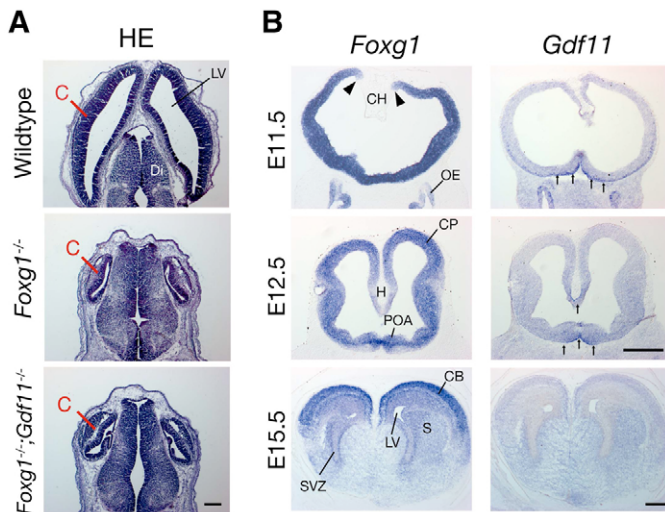 A
HE
Wildtype
C
LV
Di
Foxg1-/-
C
Foxg1-/-;Gdf11-/-
C
B
Foxg1
Gdf11
E11.5
CH
OE
E12.5
CP
H
POA
E15.5
CB
LV
S
SVZ